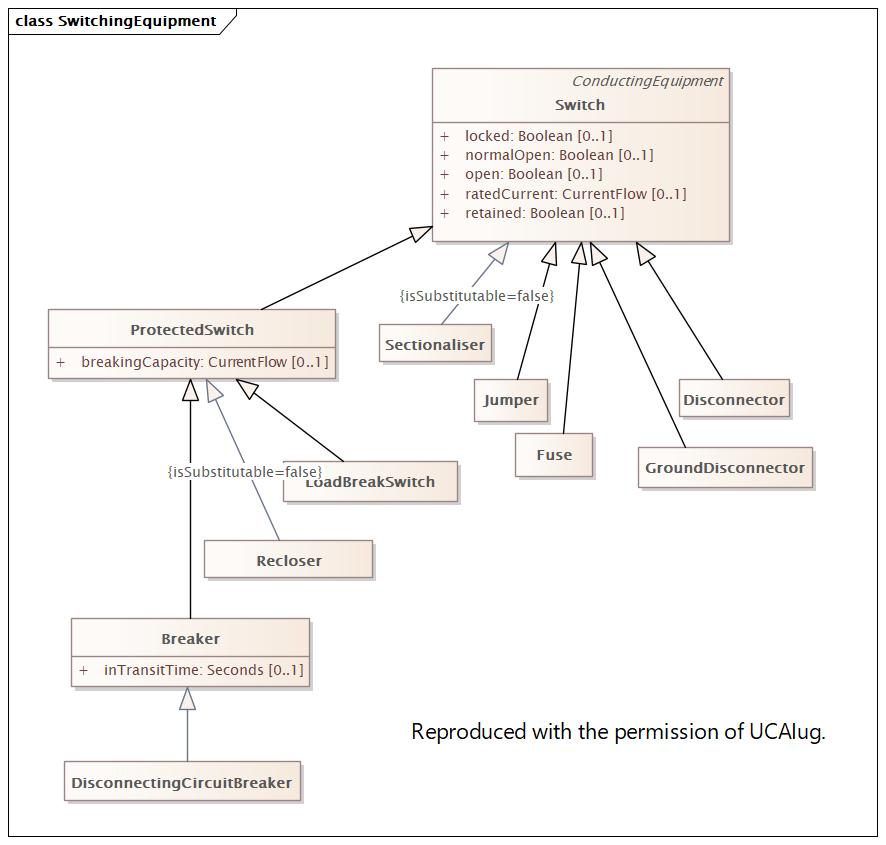 class SwitchingEquipment
ConductingEquipment
Switch
+ locked: Boolean [0..1]
+ normalOpen: Boolean [0..1]
+ open: Boolean [0..1]
+ ratedCurrent: CurrentFlow [0..1]
+ retained: Boolean [0..1]
{isSubstitutable=false}
ProtectedSwitch
+ breakingCapacity: CurrentFlow [0..1]
Sectionaliser
Jumper
Disconnector
Fuse
GroundDisconnector
{isSubstitutable=false}
LoadBreakSwitch
Recloser
Breaker
+ inTransitTime: Seconds [0..1]
Reproduced with the permission of UCAIug.
DisconnectingCircuitBreaker